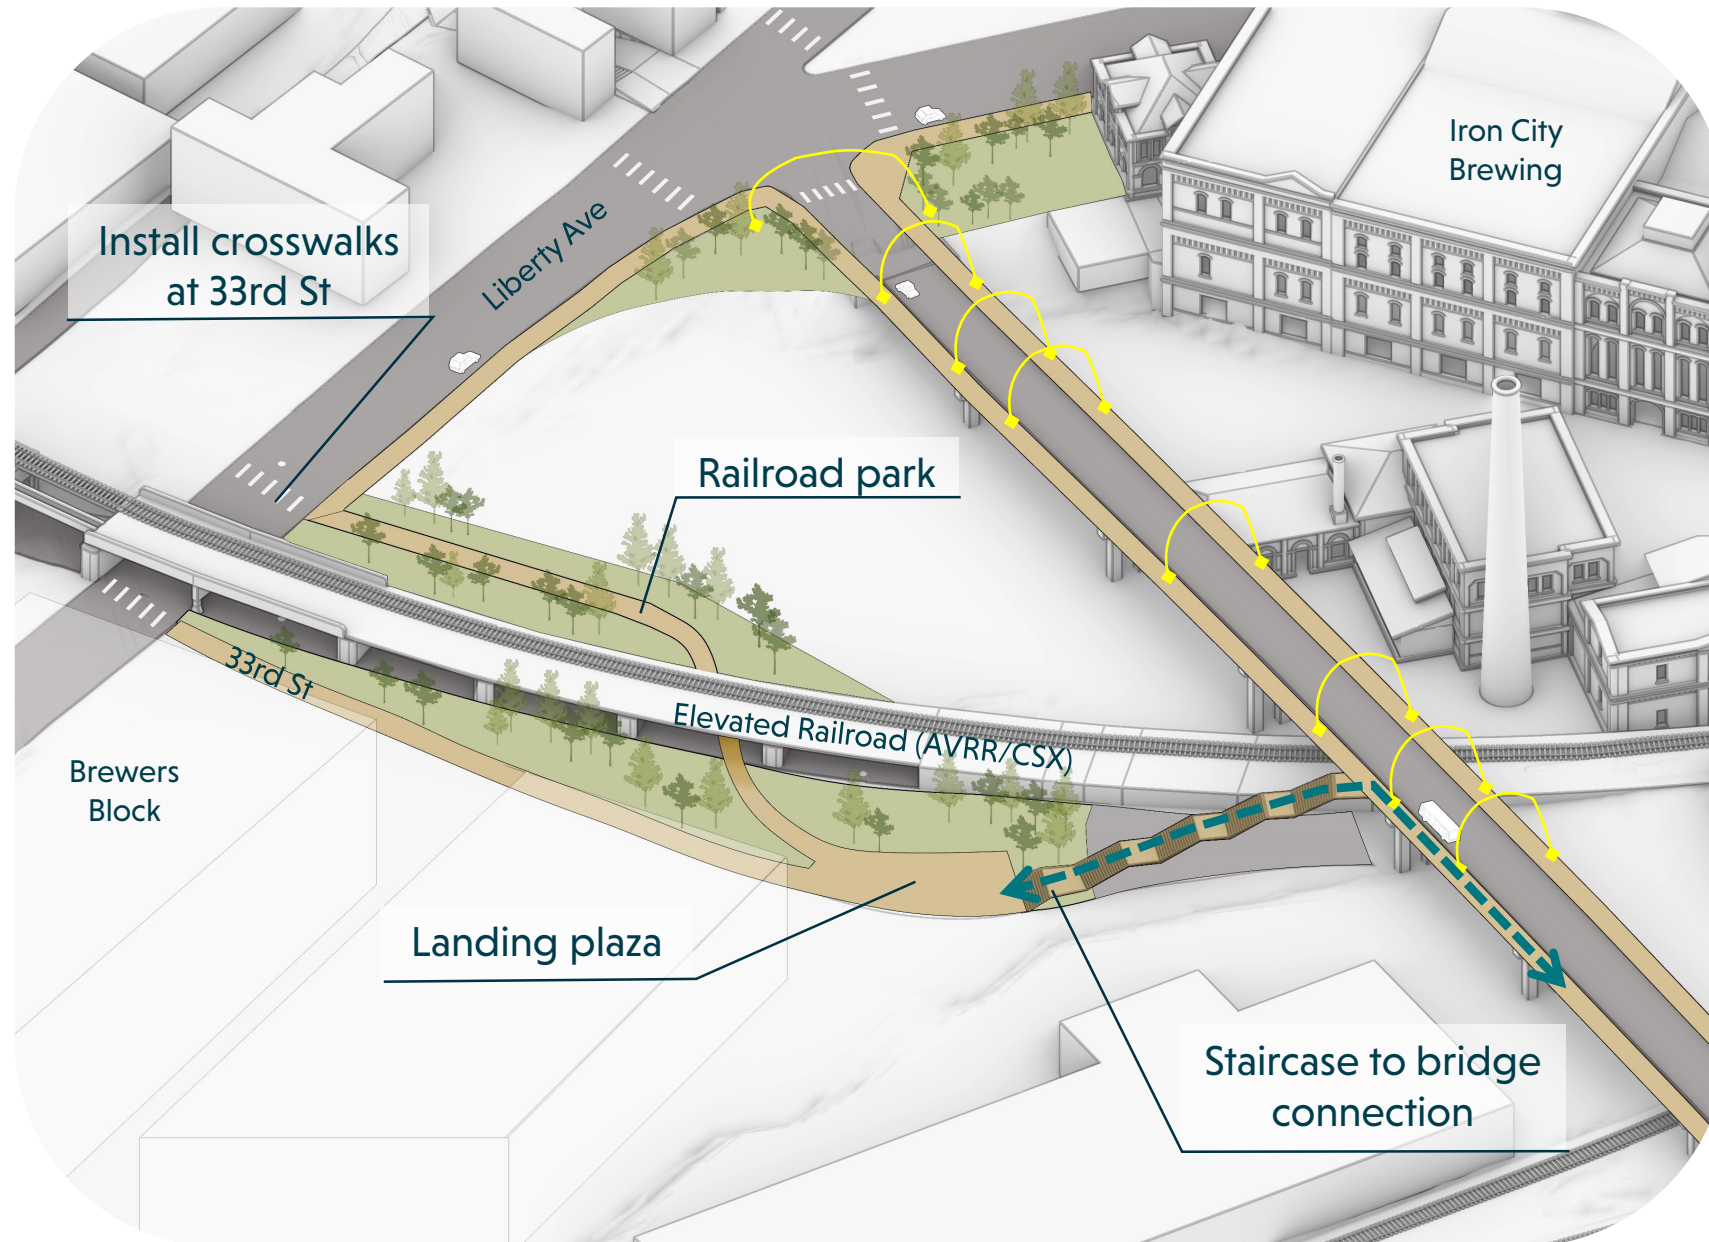 Iron City
Brewing
Install crosswalks
at 33rd St
Liberty Ave
Railroad park
33rd St
Elevated Railroad (AVRR/CSX)
Brewers
Block
Landing plaza
Staircase to bridge
connection